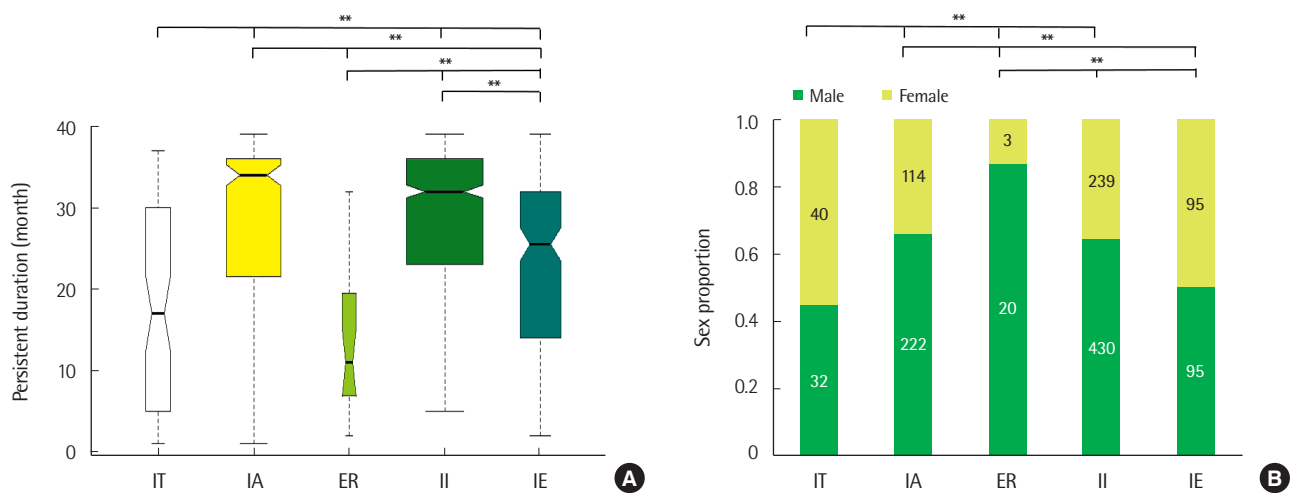 **
**
**
**
Persistent duration (month)
40
30
20
10
0
IT IA ER II IE
A
**
**
**
Male Female
Sex proportion
1.0
0.8
0.6
0.4
0.2
0
40 114 3 239 95
32 222 20 430 95
IT IA ER II IE
B